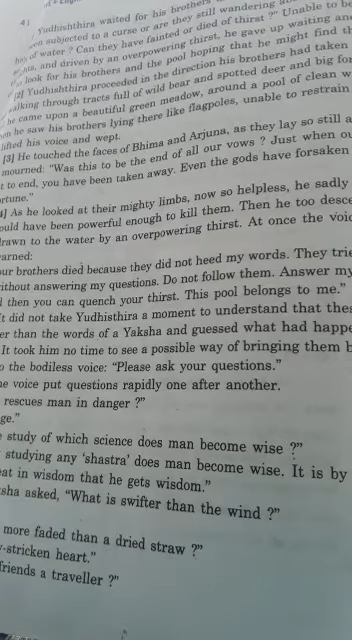 4]
Yudhishthira waited for his brothers
een subjected to a curse or are they still wandering
of water ? Can they have fainted or died of thirst ?" Unable to be
and driven by an overpowering thirst, he gave up waiting and
look for his brothers and the pool hoping that he might find th
[2] Yudhishthira proceeded in the direction his brothers had taken
alking through tracts full of wild bear and spotted deer and big for
he came upon a beautiful green meadow, around a pool of clean w
he saw his brothers lying there like flagpoles, unable to restrain
lifted his voice and wept.
[3] He touched the faces of Bhima and Arjuna, as they lay so still a
mourned: "Was this to be the end of all our vows ? Just when ou
t to end, you have been taken away. Even the gods have forsaken
ortune."
4] As he looked at their mighty limbs, now so helpless, he sadly
ould have been powerful enough to kill them. Then he too desce
drawn to the water by an overpowering thirst. At once the voic
arned:
our brothers died because they did not heed my words. They trie
ithout answering my questions. Do not follow them. Answer my
then you can quench your thirst. This pool belongs to me."
It did not take Yudhisthira a moment to understand that thes
er than the words of a Yaksha and guessed what had happe
It took him no time to see a possible way of bringing them b
o the bodiless voice: "Please ask your questions."
he voice put questions rapidly one after another.
rescues man in danger ?"
ge."
study of which science does man become wise ?"
studying any 'shastra' does man become wise. It is by
eat in wisdom that he gets wisdom."
sha asked, "What is swifter than the wind ?"
more faded than a dried straw ?"
-stricken heart."
friends a traveller ?"